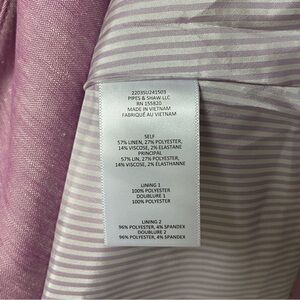 2203SU241503
PIPES & SHAW LLC
RN 155820
MADE IN VIETNAM
FABRIQUÉ AU VIETNAM
SELF
57% LINEN, 27% POLYESTER,
14% VISCOSE, 2% ELASTANE
PRINCIPAL
57% LIN, 27% POLYESTER,
14% VISCOSE, 2% ÉLASTHANNE
LINING 1
100% POLYESTER
DOUBLURE 1
100% POLYESTER
LINING 2
96% POLYESTER, 4% SPANDEX
DOUBLURE 2
96% POLYESTER, 4% SPANDEX